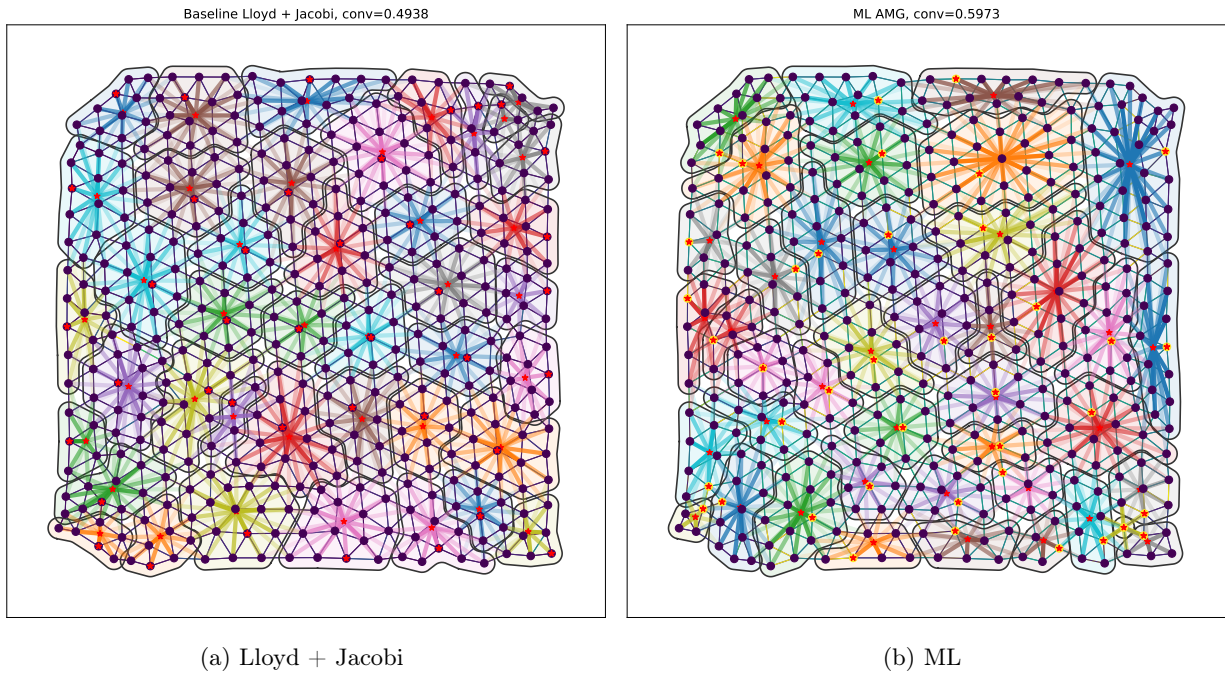 Baseline Lloyd + Jacobi, conv=0.4938
ML AMG, conv=0.5973
(a) Lloyd + Jacobi
(b) ML